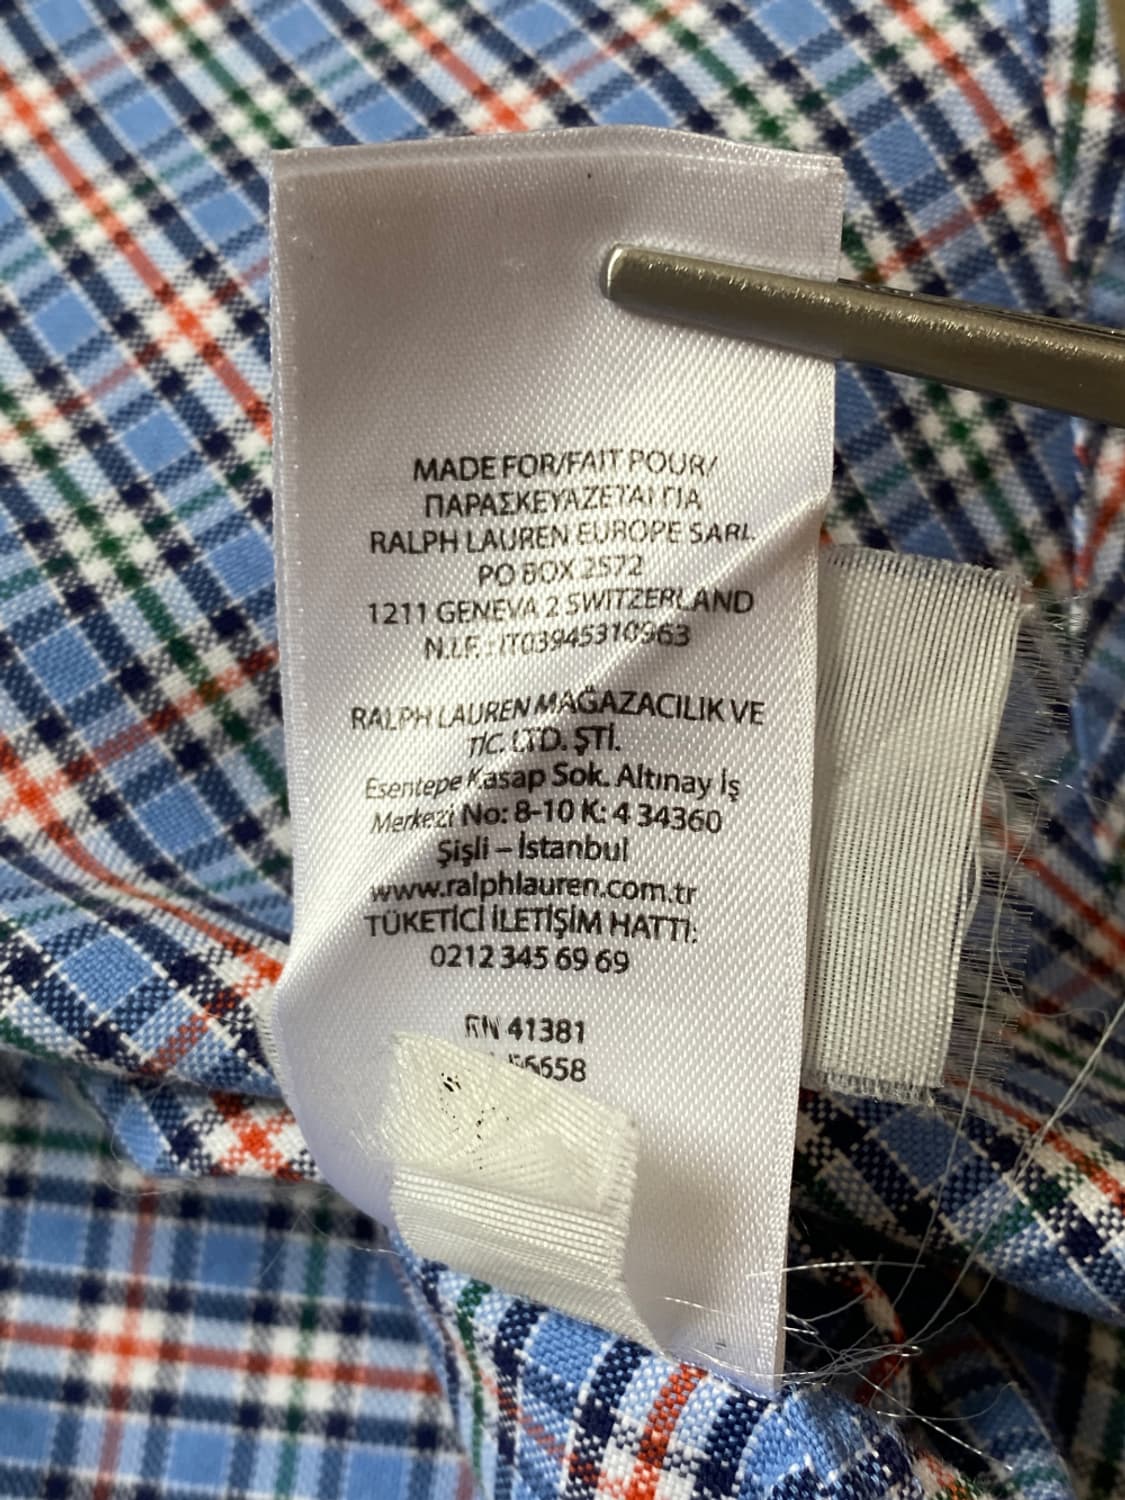 MADE FOR/FAIT POUR/
ΠΑΡΑΣΚΕΥΑΖΕΤΑΙ ΓΙΑ
RALPH LAUREN EUROPE SARL
PO BOX 2572
1211 GENEVA 2 SWITZERLAND
N.I.F. : IT03945310963
RALPH LAUREN MAĞAZACILIK VE
TİC. LTD. ŞTİ.
Esentepe Kasap Sok. Altınay İş
Merkezi No: 8-10 K: 4 34360
Şişli – İstanbul
www.ralphlauren.com.tr
TÜKETİCİ İLETİŞİM HATTI:
0212 345 69 69
RN 41381